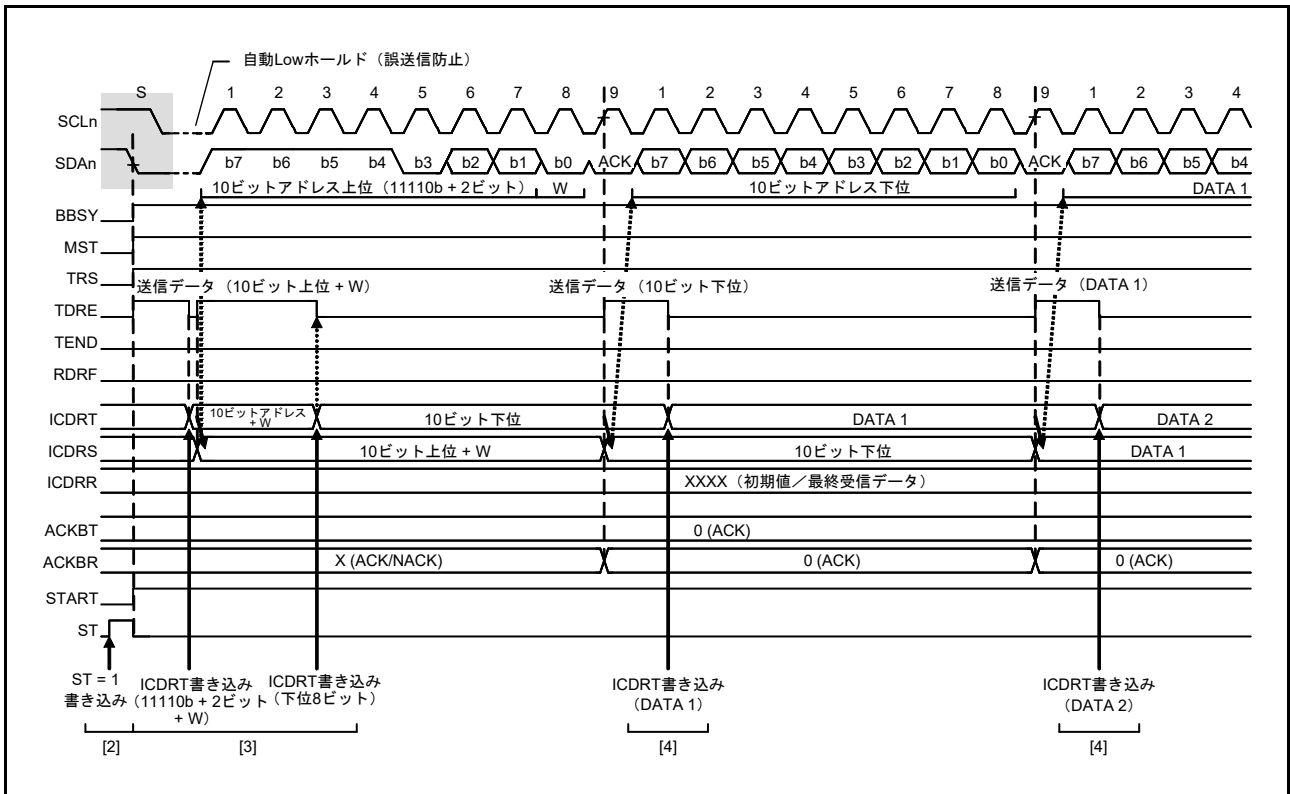 自動Lowホールド（誤送信防止）
S 1 2 3 4 5 6 7 8 9 1 2 3 4 5 6 7 8 9 1 2 3 4
SCLn
SDAn b7 b6 b5 b4 b3 b2 b1 b0 ACK b7 b6 b5 b4 b3 b2 b1 b0 ACK b7 b6 b5 b4
10ビットアドレス上位（11110b + 2ビット） W 10ビットアドレス下位 DATA 1
BBSY
MST
TRS
送信データ（10ビット上位 + W） 送信データ（10ビット下位） 送信データ（DATA 1）
TDRE
TEND
RDRF
ICDRT 10ビットアドレス + W 10ビット下位 DATA 1 DATA 2
ICDRS 10ビット上位 + W 10ビット下位 DATA 1
ICDRR XXXX（初期値／最終受信データ）
ACKBT 0 (ACK)
ACKBR X (ACK/NACK) 0 (ACK) 0 (ACK)
START
ST
ST = 1
書き込み
ICDRT書き込み
（11110b + 2ビット
+ W）
ICDRT書き込み
（下位8ビット）
ICDRT書き込み
（DATA 1）
ICDRT書き込み
（DATA 2）
[2] [3] [4] [4]